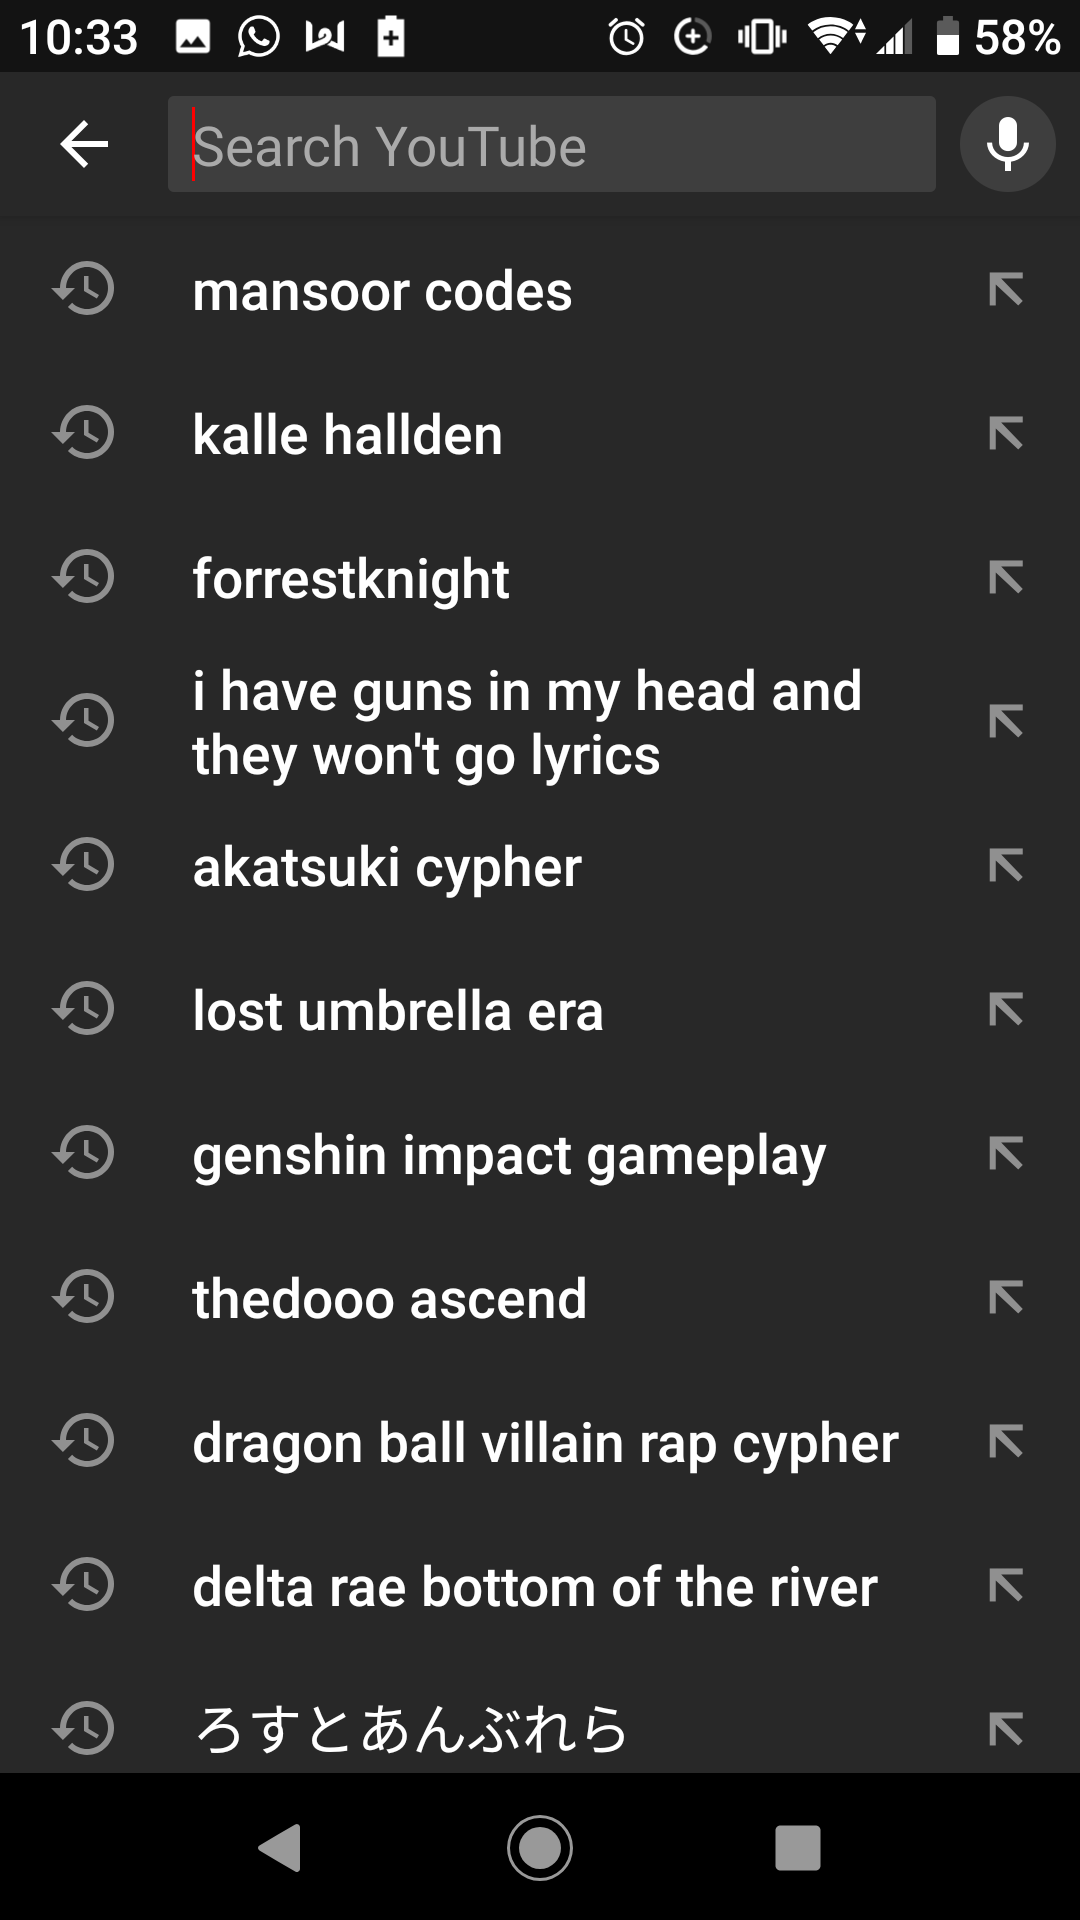 10:33
58%
Search YouTube
mansoor codes
kalle hallden
forrestknight
i have guns in my head and
they won't go lyrics
akatsuki cypher
lost umbrella era
genshin impact gameplay
thedooo ascend
dragon ball villain rap cypher
delta rae bottom of the river
ろすとあんぶれら